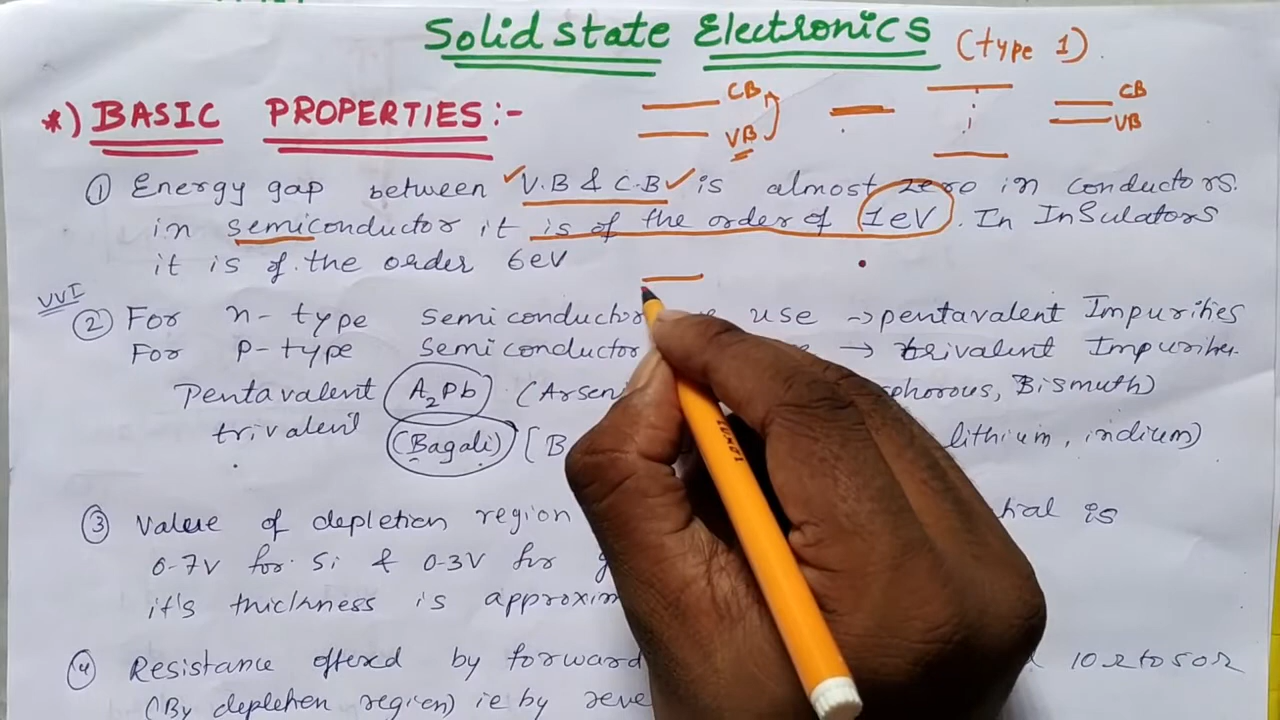 Solid state Electronics (type 1).
*) BASIC PROPERTIES:-
CB CB
VB VB
① Energy gap between V.B & C.B is almost zero in conductors.
in semiconductor it is of the order of 1eV. In Insulators
it is of the order 6eV
VVI
② For n-type semiconductor use → pentavalent Impurities
For p-type semiconductor → trivalent
Pentavalent A2Pb (Arsen Bismuth)
trivalent (Bagali) [B lithium, indium)
③ Value of depletion region is
0.7V for Si & 0.3V for
it's thickness is approxim
④ Resistance offered by forward 10Ω to 50Ω
(By depletion region) ie by reve